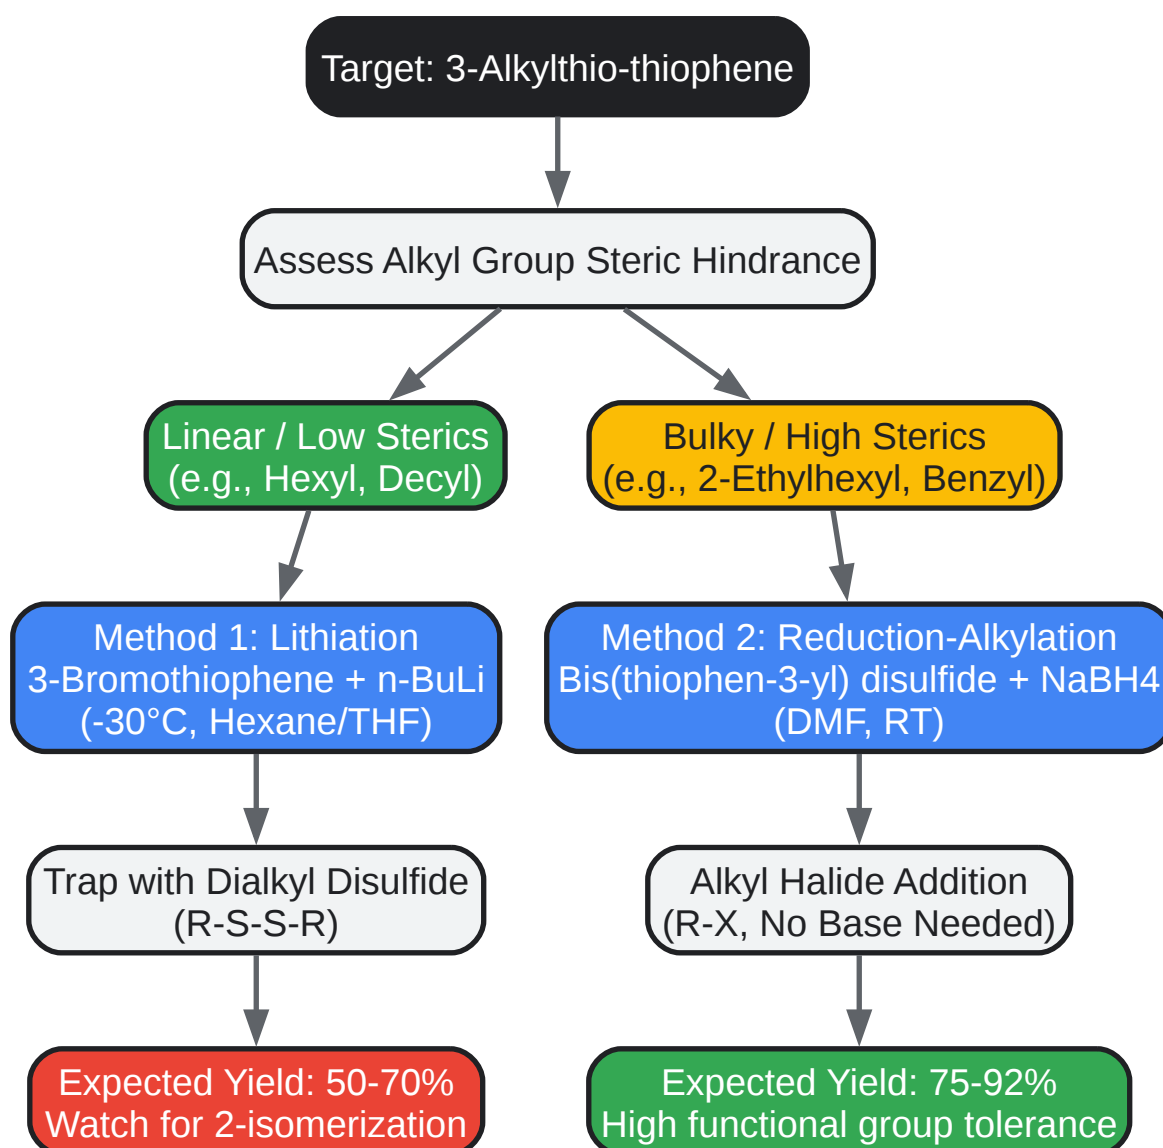 Target: 3-Alkylthio-thiophene
Assess Alkyl Group Steric Hindrance
Linear / Low Sterics
(e.g., Hexyl, Decyl)
Bulky / High Sterics
(e.g., 2-Ethylhexyl, Benzyl)
Method 1: Lithiation
3-Bromothiophene + n-BuLi
(-30°C, Hexane/THF)
Method 2: Reduction-Alkylation
Bis(thiophen-3-yl) disulfide + NaBH4
(DMF, RT)
Trap with Dialkyl Disulfide
(R-S-S-R)
Alkyl Halide Addition
(R-X, No Base Needed)
Expected Yield: 50-70%
Watch for 2-isomerization
Expected Yield: 75-92%
High functional group tolerance